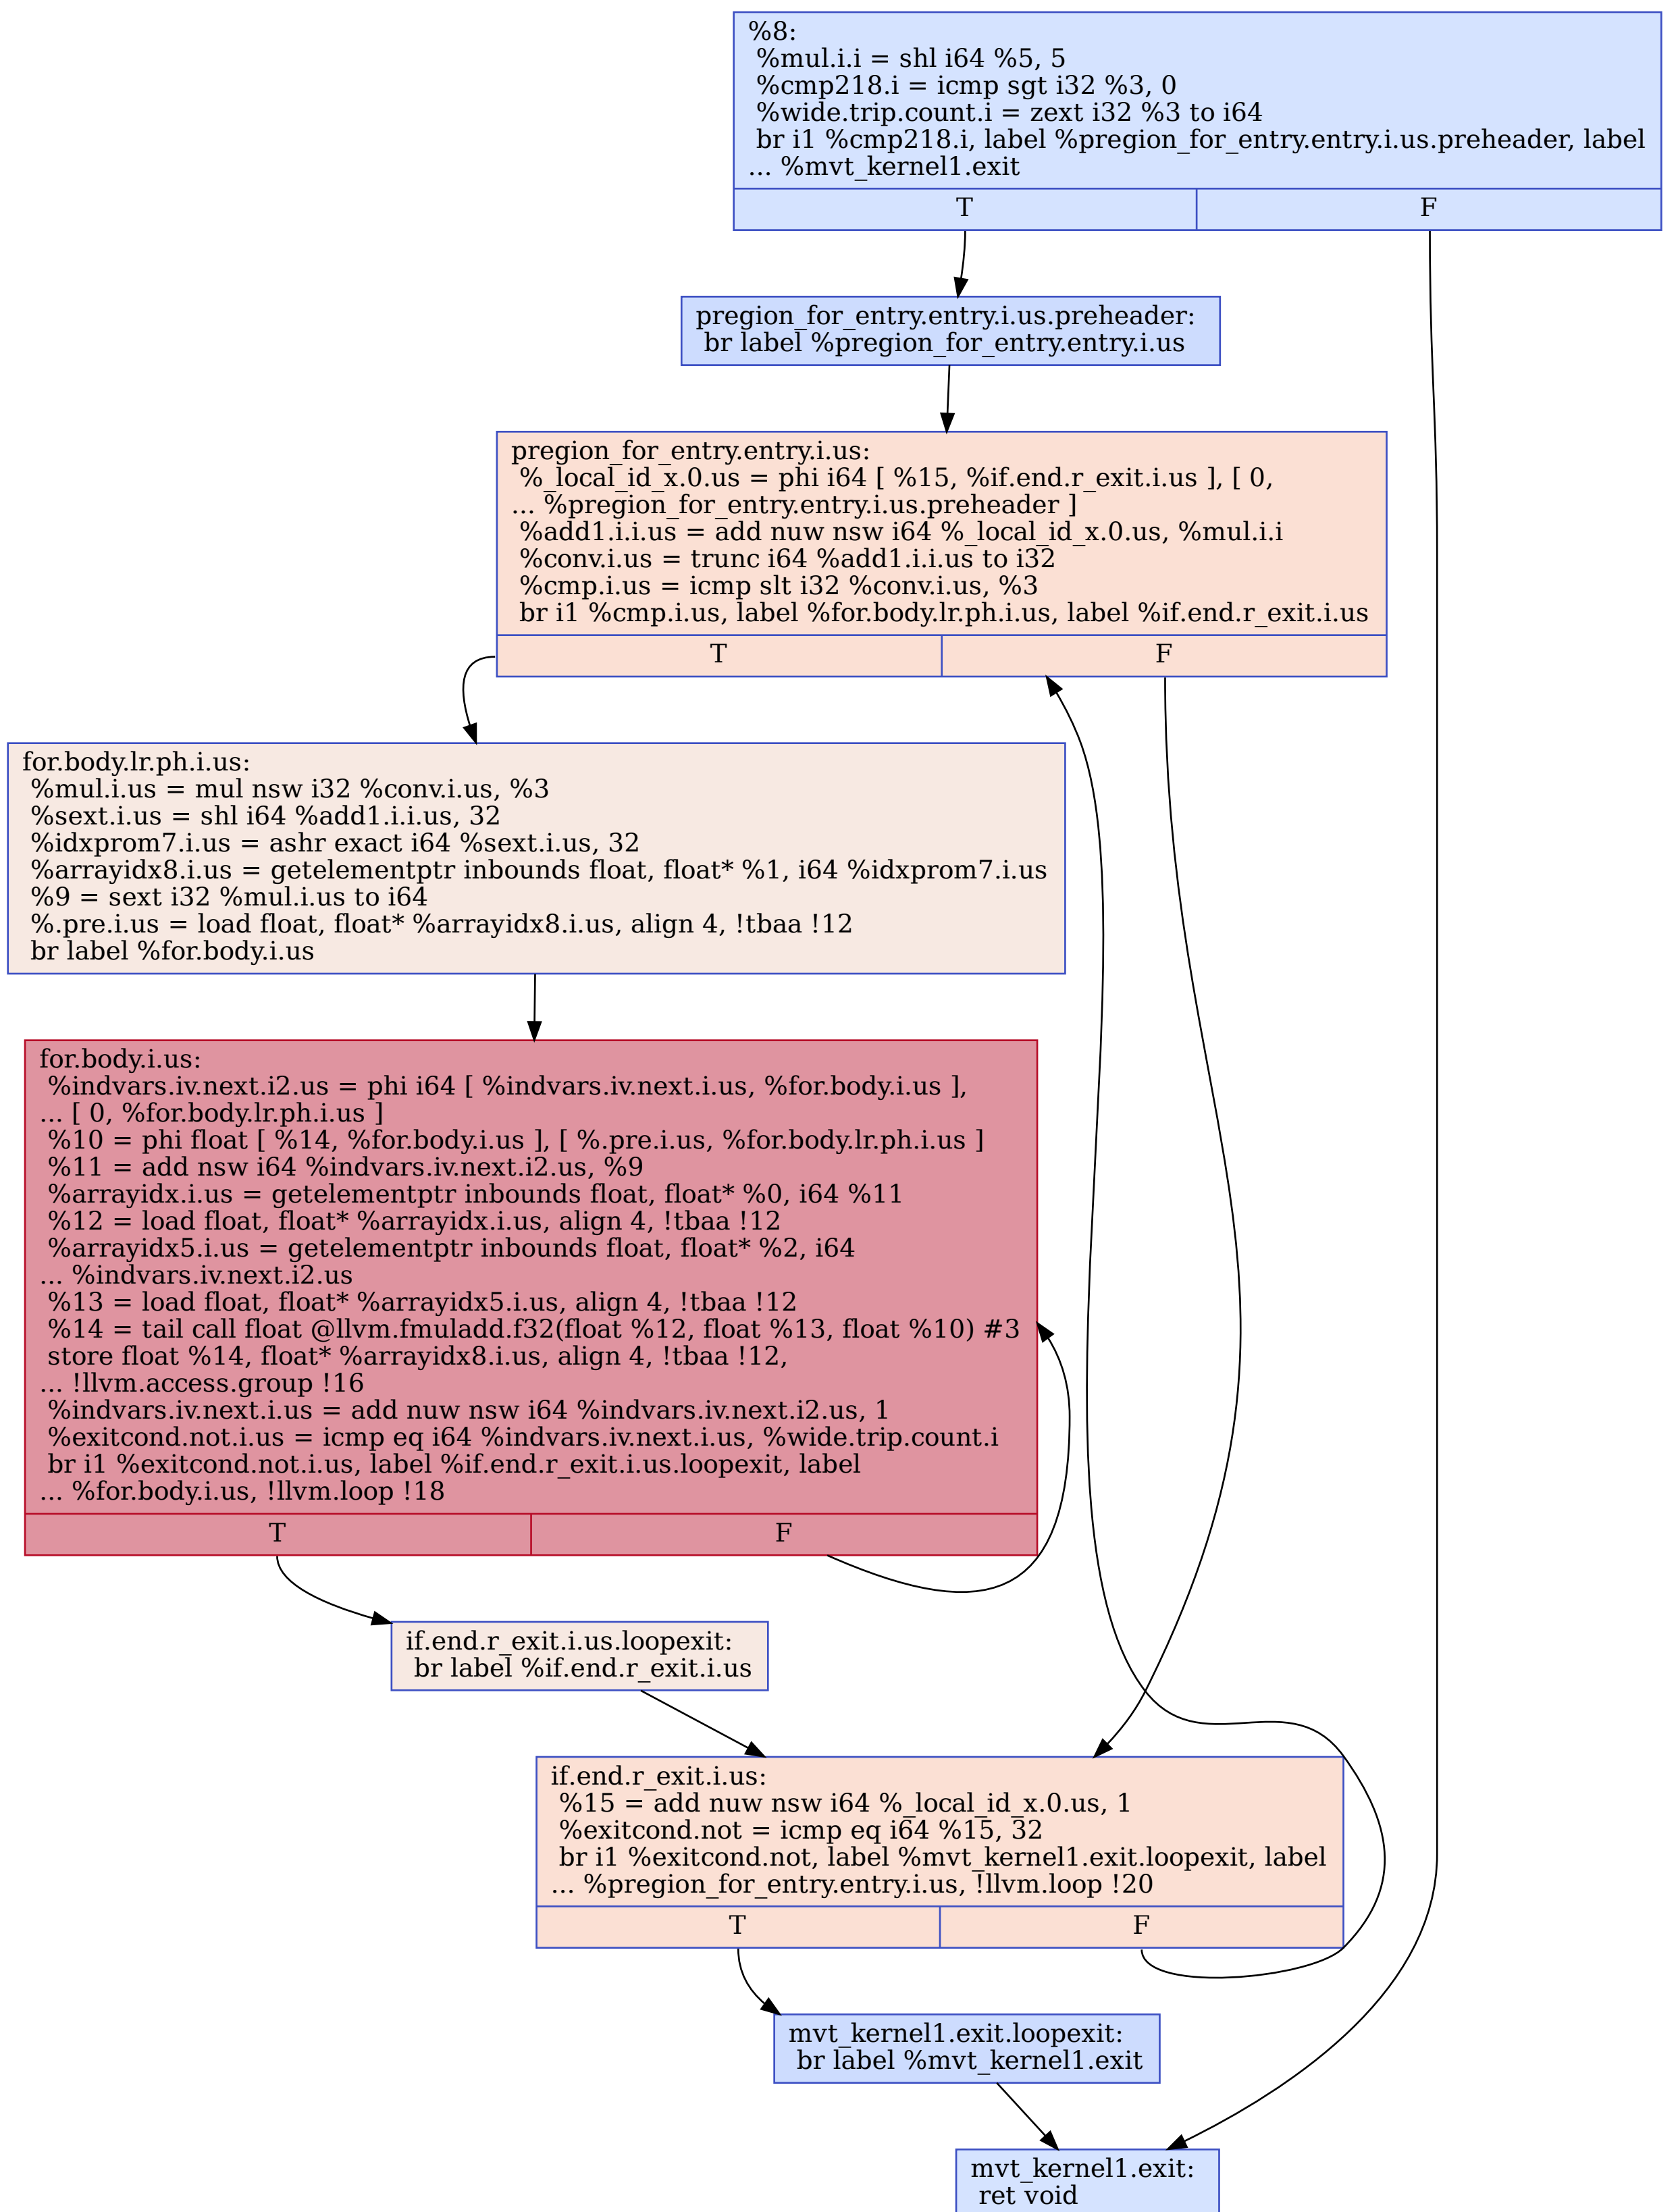 %8:
%mul.i.i = shl i64 %5, 5
%cmp218.i = icmp sgt i32 %3, 0
%wide.trip.count.i = zext i32 %3 to i64
br i1 %cmp218.i, label %pregion_for_entry.entry.i.us.preheader, label
... %mvt_kernel1.exit
T
F
pregion_for_entry.entry.i.us.preheader:
br label %pregion_for_entry.entry.i.us
pregion_for_entry.entry.i.us:
%_local_id_x.0.us = phi i64 [ %15, %if.end.r_exit.i.us ], [ 0,
... %pregion_for_entry.entry.i.us.preheader ]
%add1.i.i.us = add nuw nsw i64 %_local_id_x.0.us, %mul.i.i
%conv.i.us = trunc i64 %add1.i.i.us to i32
%cmp.i.us = icmp slt i32 %conv.i.us, %3
br i1 %cmp.i.us, label %for.body.lr.ph.i.us, label %if.end.r_exit.i.us
T
F
for.body.lr.ph.i.us:
%mul.i.us = mul nsw i32 %conv.i.us, %3
%sext.i.us = shl i64 %add1.i.i.us, 32
%idxprom7.i.us = ashr exact i64 %sext.i.us, 32
%arrayidx8.i.us = getelementptr inbounds float, float* %1, i64 %idxprom7.i.us
%9 = sext i32 %mul.i.us to i64
%.pre.i.us = load float, float* %arrayidx8.i.us, align 4, !tbaa !12
br label %for.body.i.us
for.body.i.us:
%indvars.iv.next.i2.us = phi i64 [ %indvars.iv.next.i.us, %for.body.i.us ],
... [ 0, %for.body.lr.ph.i.us ]
%10 = phi float [ %14, %for.body.i.us ], [ %.pre.i.us, %for.body.lr.ph.i.us ]
%11 = add nsw i64 %indvars.iv.next.i2.us, %9
%arrayidx.i.us = getelementptr inbounds float, float* %0, i64 %11
%12 = load float, float* %arrayidx.i.us, align 4, !tbaa !12
%arrayidx5.i.us = getelementptr inbounds float, float* %2, i64
... %indvars.iv.next.i2.us
%13 = load float, float* %arrayidx5.i.us, align 4, !tbaa !12
%14 = tail call float @llvm.fmuladd.f32(float %12, float %13, float %10) #3
store float %14, float* %arrayidx8.i.us, align 4, !tbaa !12,
... !llvm.access.group !16
%indvars.iv.next.i.us = add nuw nsw i64 %indvars.iv.next.i2.us, 1
%exitcond.not.i.us = icmp eq i64 %indvars.iv.next.i.us, %wide.trip.count.i
br i1 %exitcond.not.i.us, label %if.end.r_exit.i.us.loopexit, label
... %for.body.i.us, !llvm.loop !18
T
F
if.end.r_exit.i.us.loopexit:
br label %if.end.r_exit.i.us
if.end.r_exit.i.us:
%15 = add nuw nsw i64 %_local_id_x.0.us, 1
%exitcond.not = icmp eq i64 %15, 32
br i1 %exitcond.not, label %mvt_kernel1.exit.loopexit, label
... %pregion_for_entry.entry.i.us, !llvm.loop !20
T
F
mvt_kernel1.exit.loopexit:
br label %mvt_kernel1.exit
mvt_kernel1.exit:
ret void